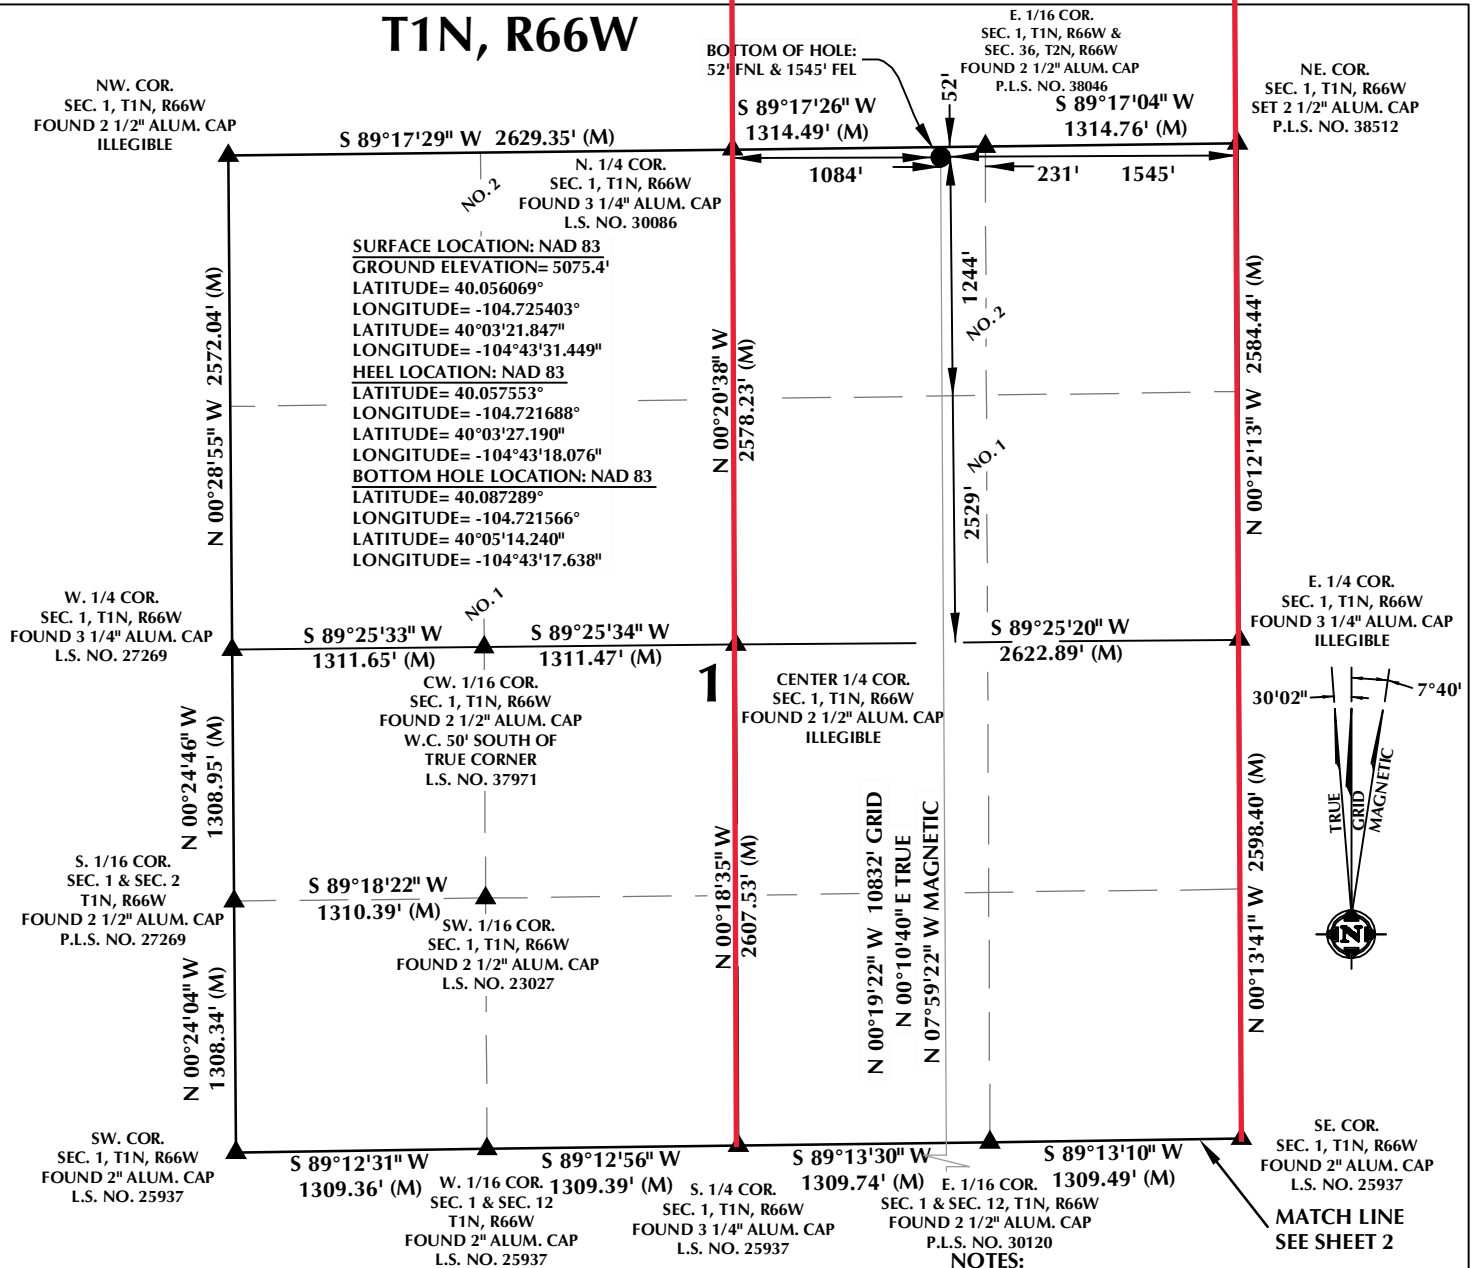 T1N, R66W
BOTTOM OF HOLE:
52' FNL & 1545' FEL
E. 1/16 COR.
SEC. 1, T1N, R66W &
SEC. 36, T2N, R66W
FOUND 2 1/2" ALUM. CAP
P.L.S. NO. 38046
NW. COR.
SEC. 1, T1N, R66W
FOUND 2 1/2" ALUM. CAP
ILLEGIBLE
NE. COR.
SEC. 1, T1N, R66W
SET 2 1/2" ALUM. CAP
P.L.S. NO. 38512
S 89°17'29" W 2629.35' (M)
S 89°17'26" W
1314.49' (M)
52'
S 89°17'04" W
1314.76' (M)
N. 1/4 COR.
SEC. 1, T1N, R66W
FOUND 3 1/4" ALUM. CAP
L.S. NO. 30086
NO. 2
1084'
231'
1545'
SURFACE LOCATION: NAD 83
GROUND ELEVATION= 5075.4'
LATITUDE= 40.056069°
LONGITUDE= -104.725403°
LATITUDE= 40°03'21.847"
LONGITUDE= -104°43'31.449"
HEEL LOCATION: NAD 83
LATITUDE= 40.057553°
LONGITUDE= -104.721688°
LATITUDE= 40°03'27.190"
LONGITUDE= -104°43'18.076"
BOTTOM HOLE LOCATION: NAD 83
LATITUDE= 40.087289°
LONGITUDE= -104.721566°
LATITUDE= 40°05'14.240"
LONGITUDE= -104°43'17.638"
N 00°28'55" W 2572.04' (M)
N 00°20'38" W
2578.23' (M)
1244'
NO. 2
NO. 1
2529'
N 00°12'13" W 2584.44' (M)
W. 1/4 COR.
SEC. 1, T1N, R66W
FOUND 3 1/4" ALUM. CAP
L.S. NO. 27269
NO. 1
S 89°25'33" W
1311.65' (M)
S 89°25'34" W
1311.47' (M)
S 89°25'20" W
2622.89' (M)
E. 1/4 COR.
SEC. 1, T1N, R66W
FOUND 3 1/4" ALUM. CAP
ILLEGIBLE
1
CW. 1/16 COR.
SEC. 1, T1N, R66W
FOUND 2 1/2" ALUM. CAP
W.C. 50' SOUTH OF
TRUE CORNER
L.S. NO. 37971
CENTER 1/4 COR.
SEC. 1, T1N, R66W
FOUND 2 1/2" ALUM. CAP
ILLEGIBLE
30'02"
7°40'
TRUE
GRID
MAGNETIC
N
N 00°24'46" W
1308.95' (M)
N 00°18'35" W
2607.53' (M)
N 00°19'22" W 10832' GRID
N 00°10'40" E TRUE
N 07°59'22" W MAGNETIC
N 00°13'41" W 2598.40' (M)
S. 1/16 COR.
SEC. 1 & SEC. 2
T1N, R66W
FOUND 2 1/2" ALUM. CAP
P.L.S. NO. 27269
S 89°18'22" W
1310.39' (M)
SW. 1/16 COR.
SEC. 1, T1N, R66W
FOUND 2 1/2" ALUM. CAP
L.S. NO. 23027
N 00°24'04" W
1308.34' (M)
SW. COR.
SEC. 1, T1N, R66W
FOUND 2" ALUM. CAP
L.S. NO. 25937
S 89°12'31" W
1309.36' (M)
W. 1/16 COR.
SEC. 1 & SEC. 12
T1N, R66W
FOUND 2" ALUM. CAP
L.S. NO. 25937
S 89°12'56" W
1309.39' (M)
S. 1/4 COR.
SEC. 1, T1N, R66W
FOUND 3 1/4" ALUM. CAP
L.S. NO. 25937
S 89°13'30" W
1309.74' (M)
E. 1/16 COR.
SEC. 1 & SEC. 12, T1N, R66W
FOUND 2 1/2" ALUM. CAP
P.L.S. NO. 30120
S 89°13'10" W
1309.49' (M)
SE. COR.
SEC. 1, T1N, R66W
FOUND 2" ALUM. CAP
L.S. NO. 25937
MATCH LINE
SEE SHEET 2
NOTES: